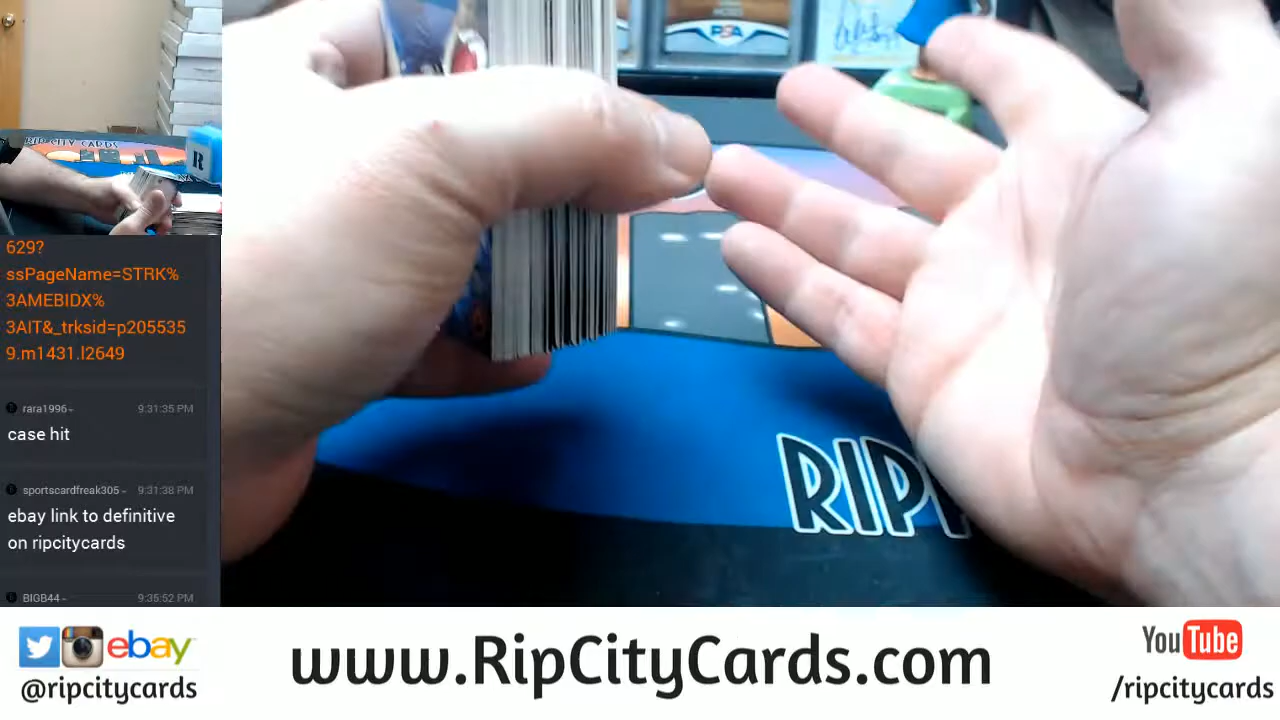 PSA
RIP CITY CARDS
R
629?
ssPageName=STRK%
3AMEBIDX%
3AIT&_trksid=p205535
9.m1431.l2649
rara1996 9:31:35 PM
case hit
sportscardfreak305 9:31:38 PM
ebay link to definitive
on ripcitycards
BIGB44 9:35:52 PM
RIP
ebay
@ripcitycards
www.RipCityCards.com
YouTube
/ripcitycards